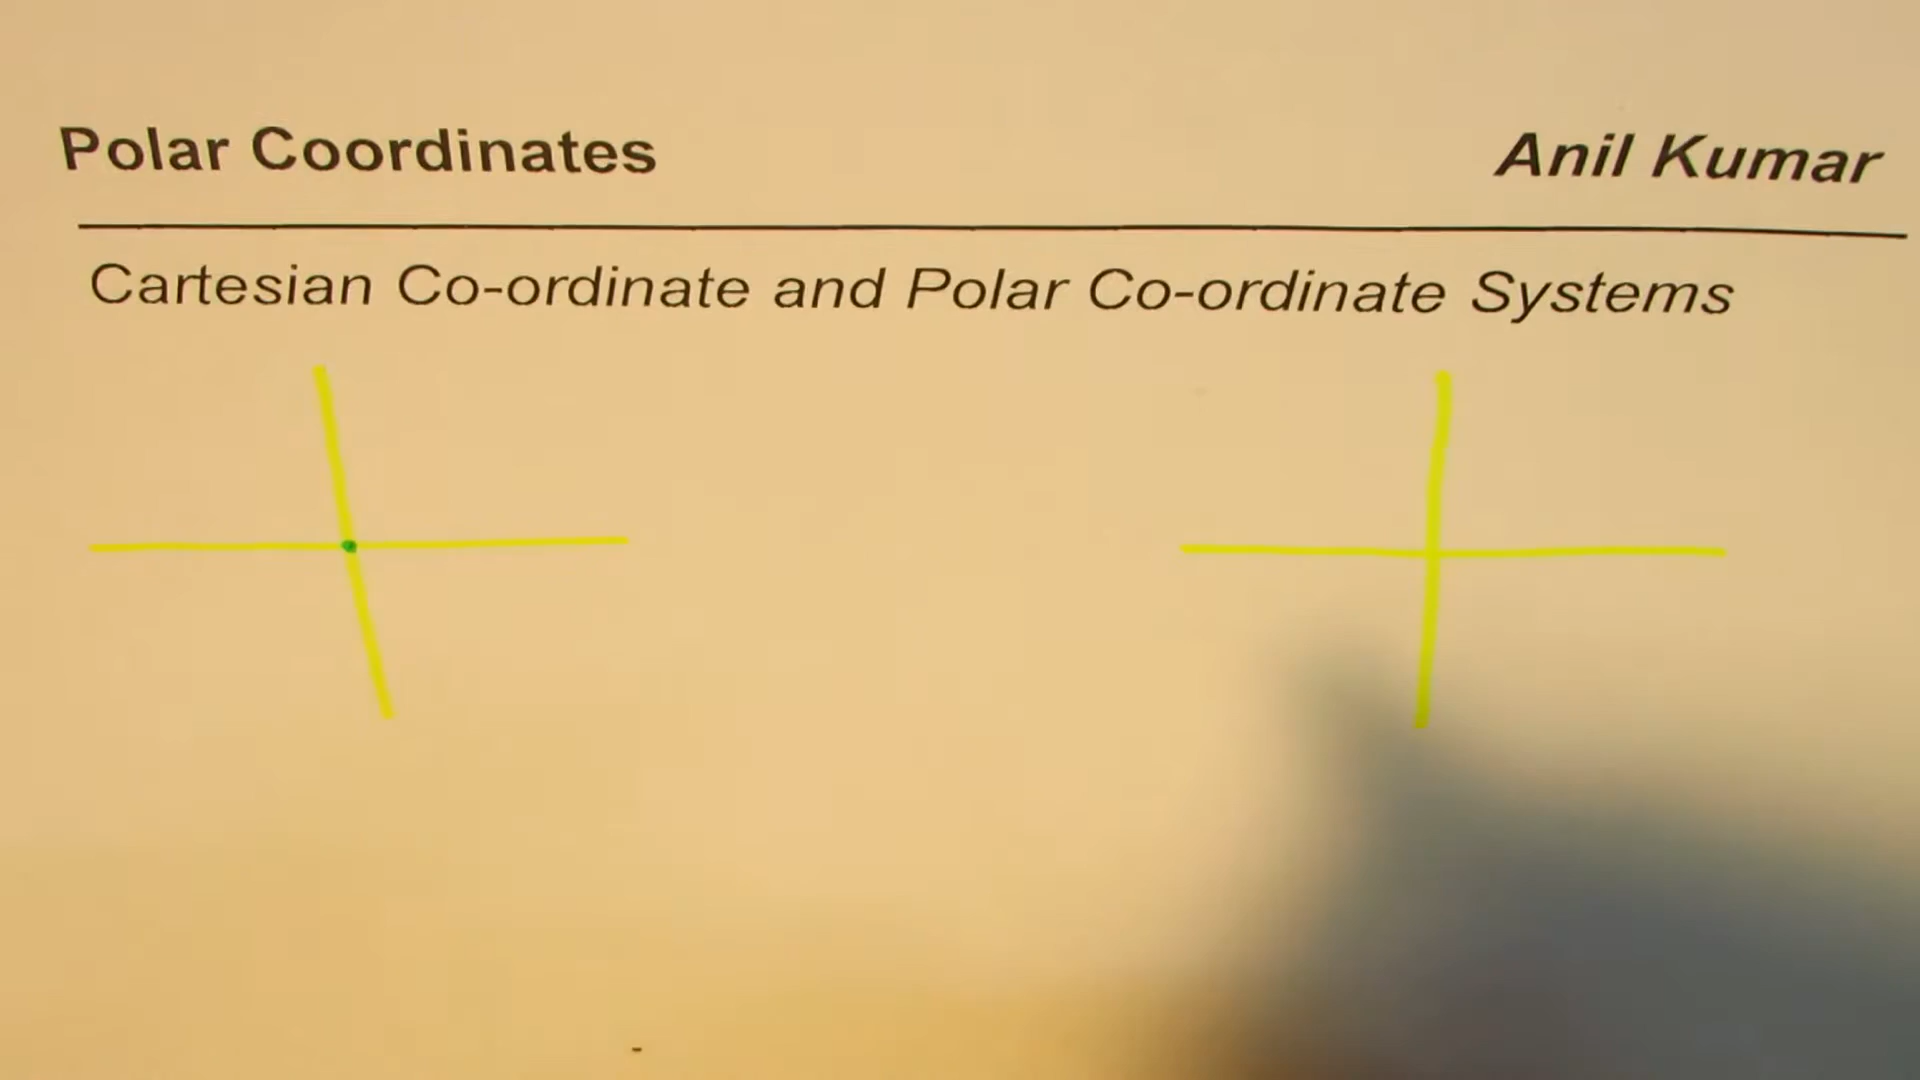 Polar Coordinates Anil Kumar
Cartesian Co-ordinate and Polar Co-ordinate Systems